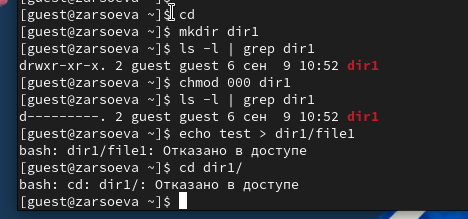 [guest@zarsoeva ~]$ cd
[guest@zarsoeva ~]$ mkdir dir1
[guest@zarsoeva ~]$ ls -l | grep dir1
drwxr-xr-x. 2 guest guest 6 сен  9 10:52 dir1
[guest@zarsoeva ~]$ chmod 000 dir1
[guest@zarsoeva ~]$ ls -l | grep dir1
d---------. 2 guest guest 6 сен  9 10:52 dir1
[guest@zarsoeva ~]$ echo test > dir1/file1
bash: dir1/file1: Отказано в доступе
[guest@zarsoeva ~]$ cd dir1/
bash: cd: dir1/: Отказано в доступе
[guest@zarsoeva ~]$